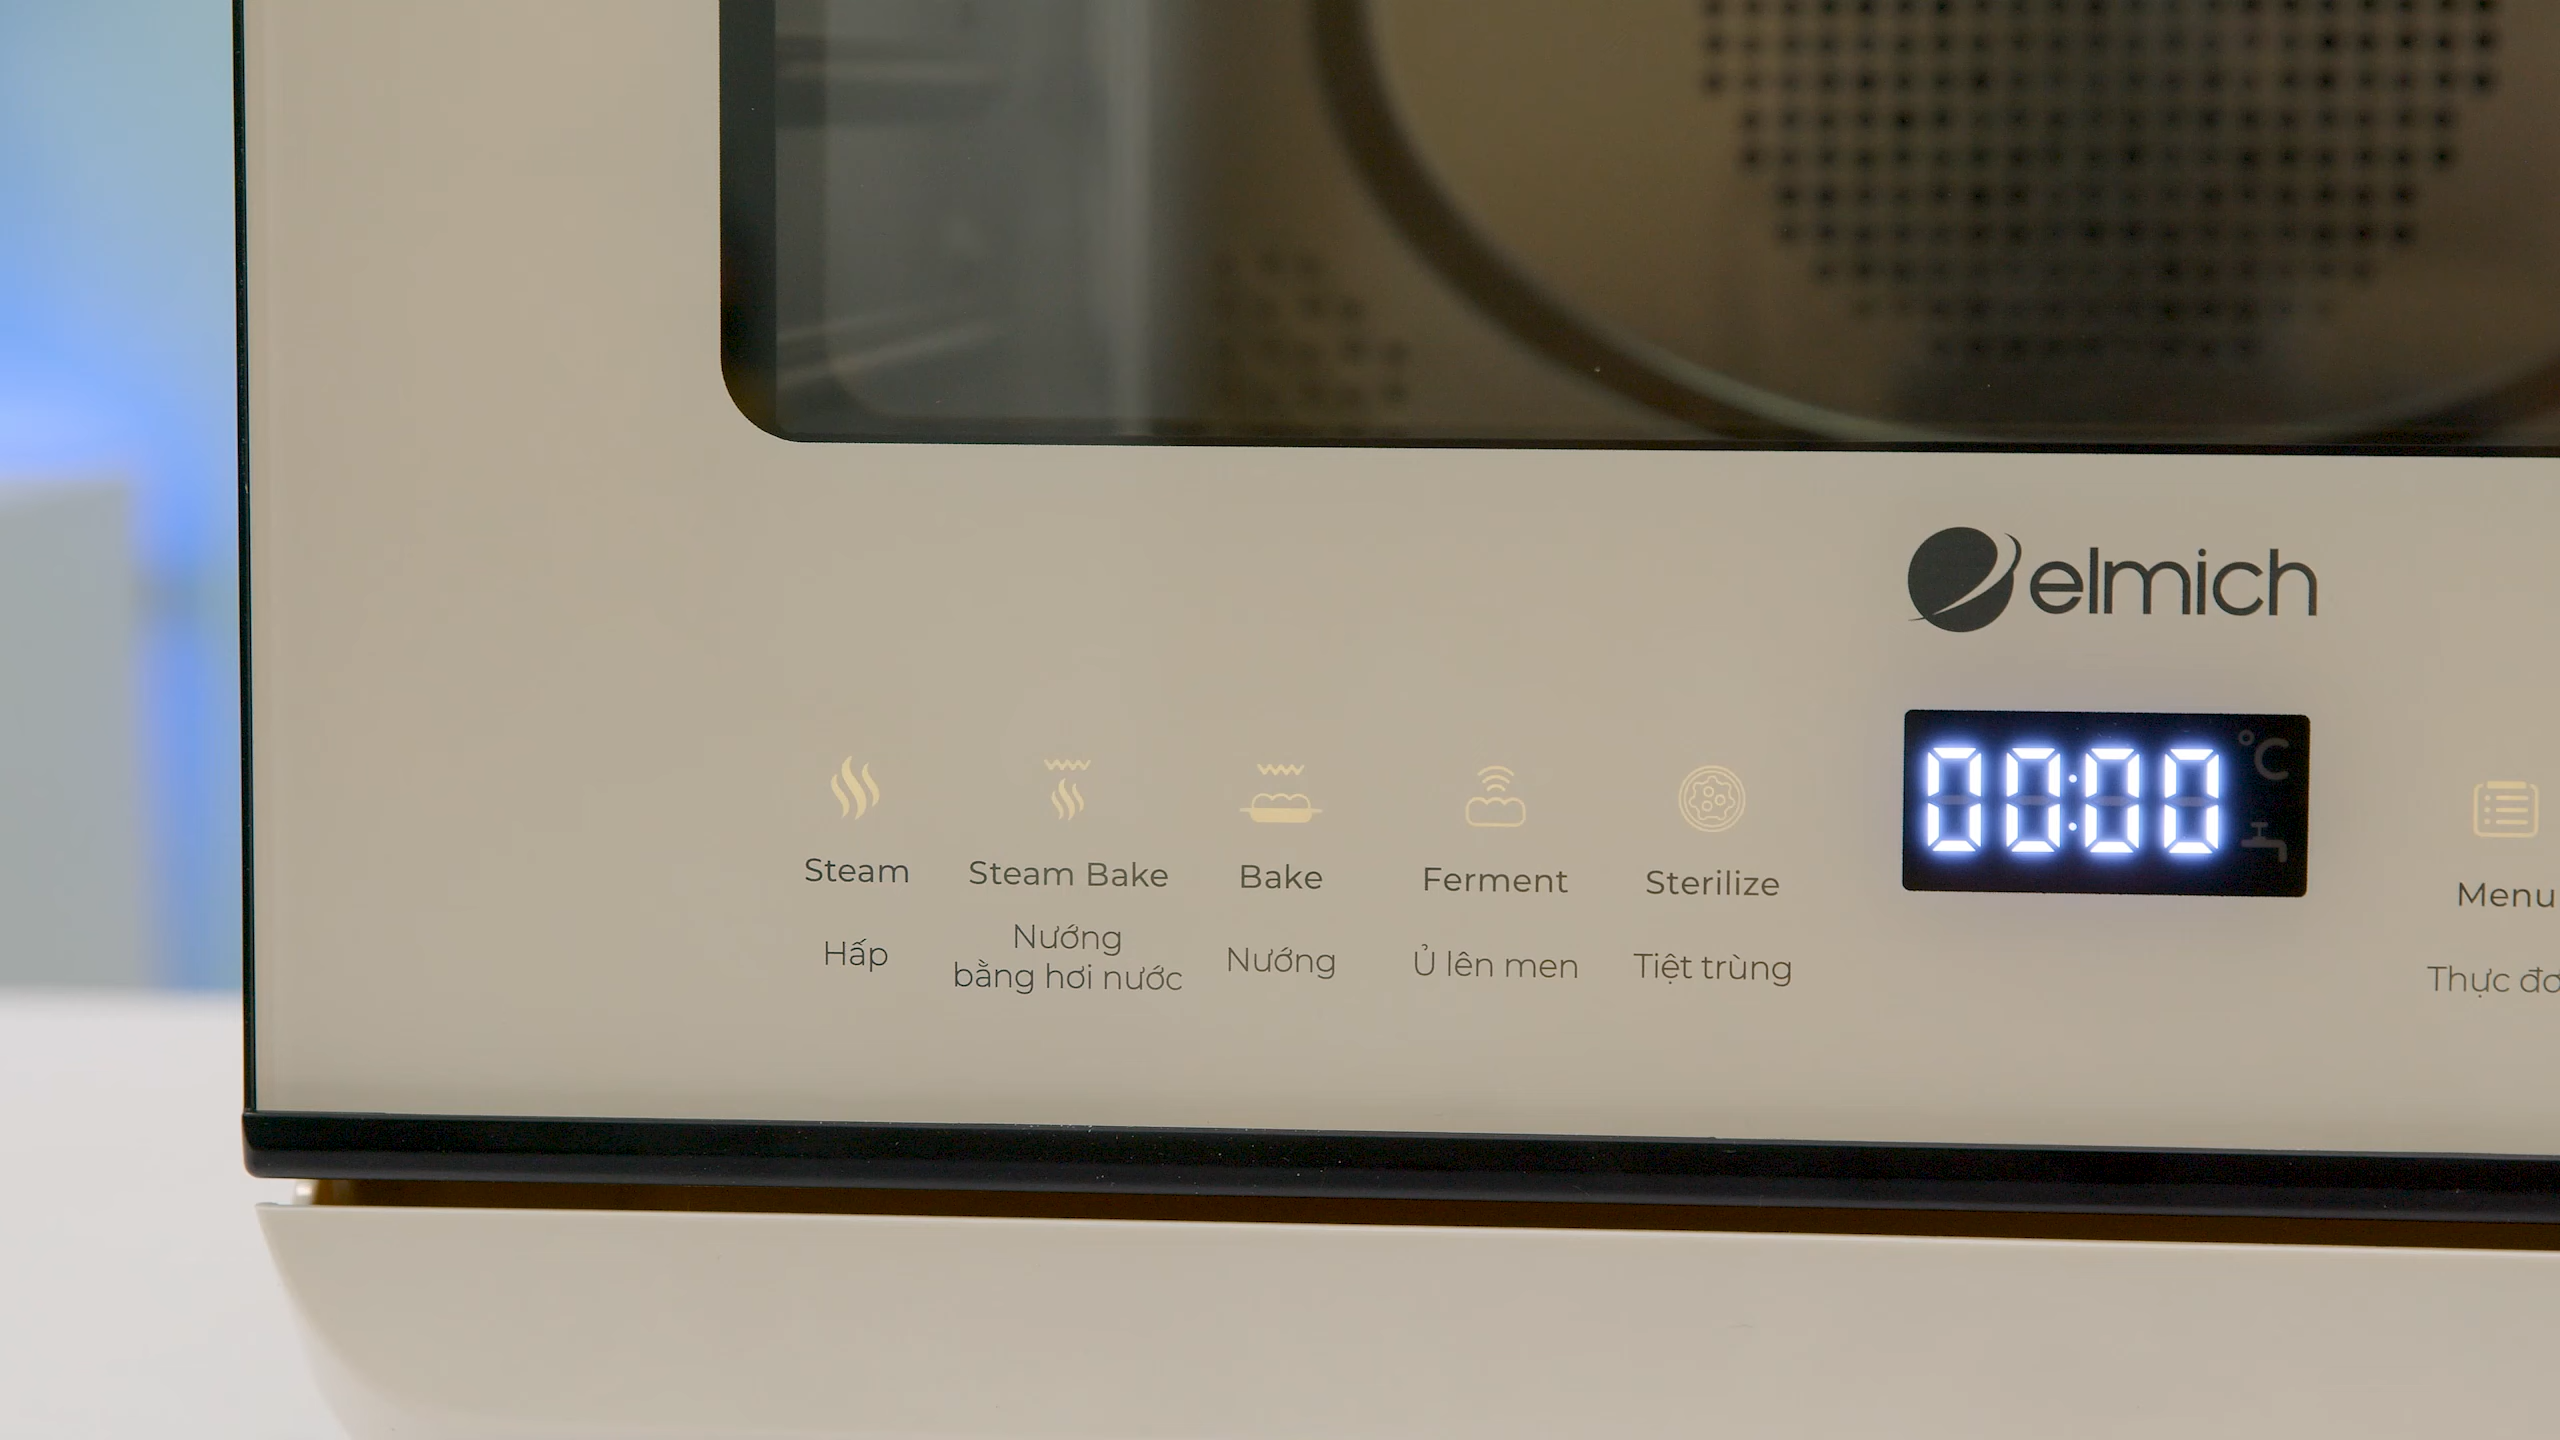 elmich
00:00 °C
Steam
Steam Bake
Bake
Ferment
Sterilize
Menu
Hấp
Nướng
bằng hơi nước
Nướng
Ủ lên men
Tiệt trùng
Thực